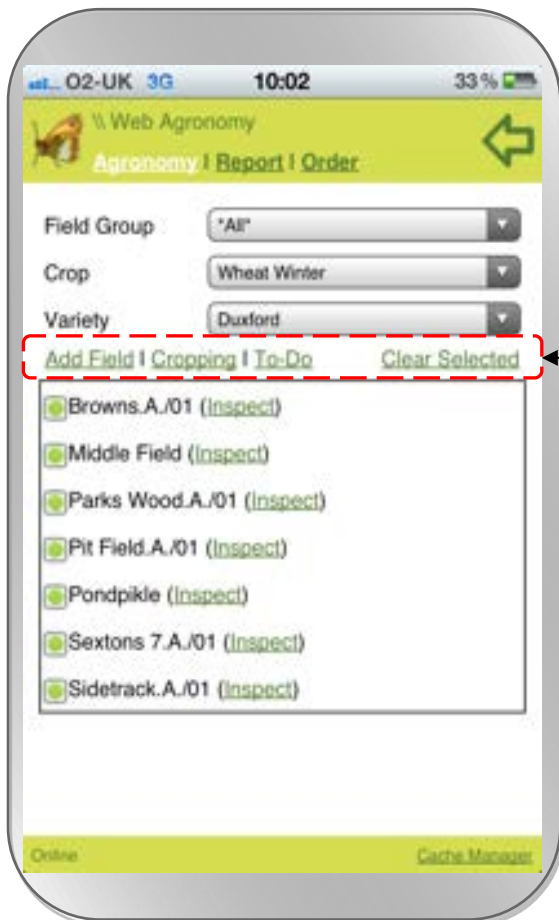 O2-UK 3G 10:02 33%
\\ Web Agronomy
Agronomy | Report | Order
Field Group *All*
Crop Wheat Winter
Variety Duxford
Add Field | Cropping | To-Do Clear Selected
Browns.A./01 (Inspect)
Middle Field (Inspect)
Parks Wood.A./01 (Inspect)
Pit Field.A./01 (Inspect)
Pondpikle (Inspect)
Sextons 7.A./01 (Inspect)
Sidetrack.A./01 (Inspect)
Online Cache Manager